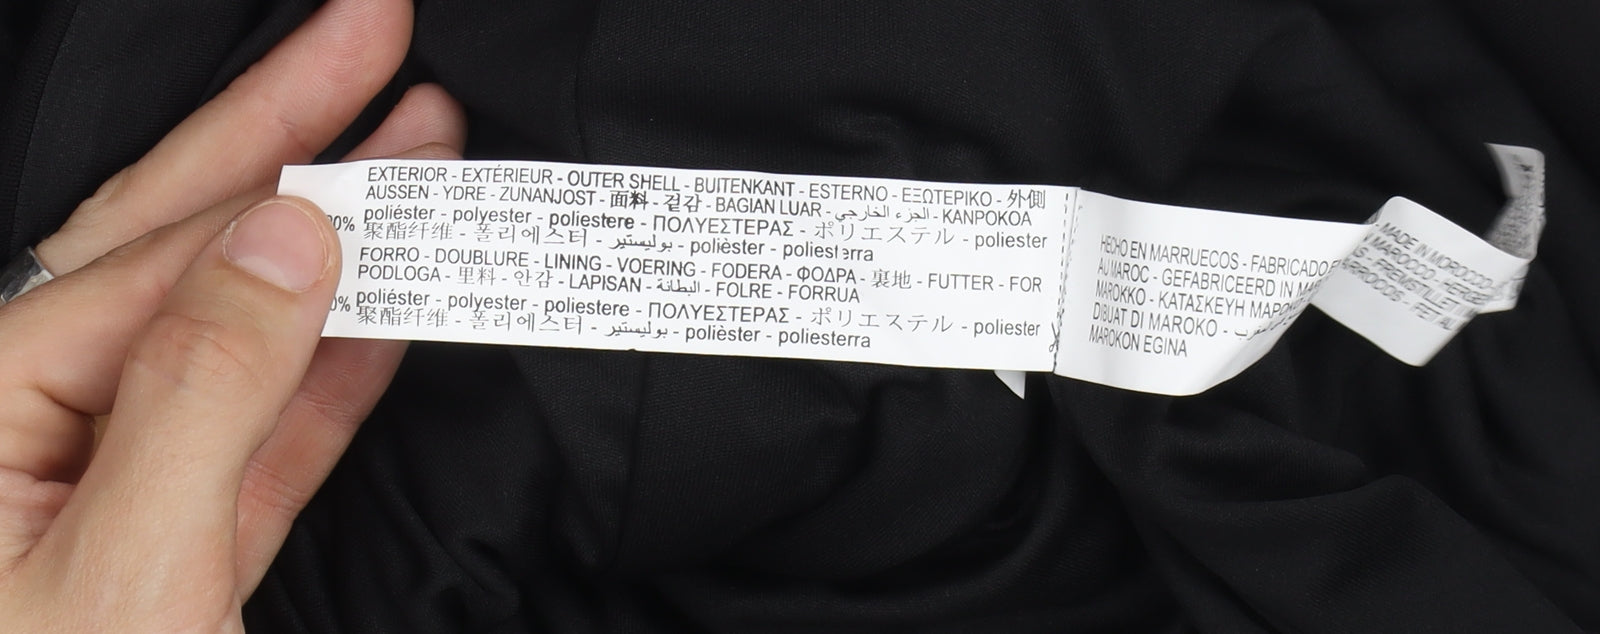 EXTERIOR - EXTÉRIEUR - OUTER SHELL - BUITENKANT - ESTERNO - ΕΞΩΤΕΡΙΚΟ - 外側
AUSSEN - YDRE - ZUNANJOST - 面料 - 겉감 - BAGIAN LUAR - الجزء الخارجي - KANPOKOA
0% poliéster - polyester - poliestere - ΠΟΛΥΕΣΤΕΡΑΣ - ポリエステル - poliester
聚酯纤维 - 폴리에스터 - بوليستير - polièster - poliesterra
FORRO - DOUBLURE - LINING - VOERING - FODERA - ΦΟΔΡΑ - 裏地 - FUTTER - FOR
PODLOGA - 里料 - 안감 - LAPISAN - البطانة - FOLRE - FORRUA
0% poliéster - polyester - poliestere - ΠΟΛΥΕΣΤΕΡΑΣ - ポリエステル - poliester
聚酯纤维 - 폴리에스터 - بوليستير - polièster - poliesterra
HECHO EN MARRUECOS - FABRICADO
AU MAROC - GEFABRICEERD IN
MAROKKO - ΚΑΤΑΣΚΕΥΗ
DIBUAT DI MAROKO -
MAROKON EGINA
MADE IN MOROCCO
MAROCCO